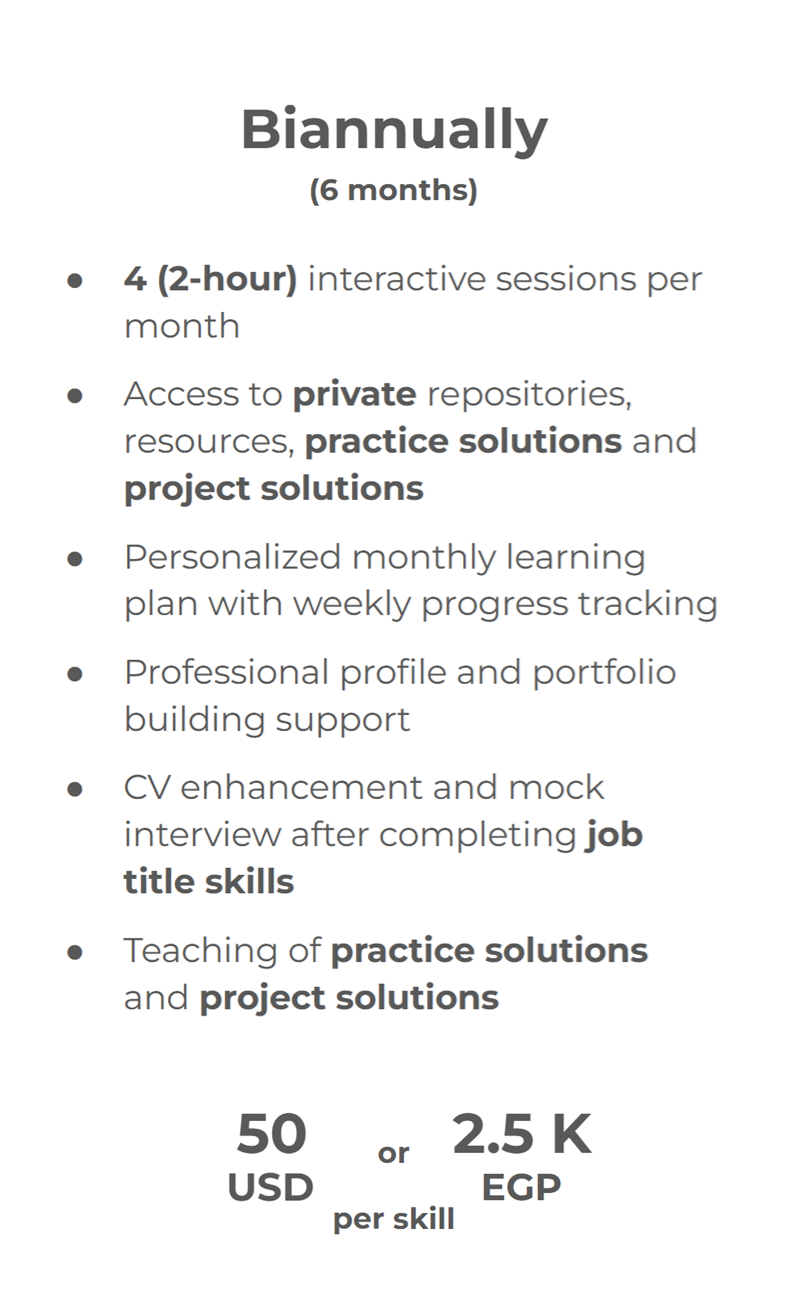 Biannually
(6 months)
● 4 (2-hour) interactive sessions per
month
● Access to private repositories,
resources, practice solutions and
project solutions
● Personalized monthly learning
plan with weekly progress tracking
● Professional profile and portfolio
building support
● CV enhancement and mock
interview after completing job
title skills
● Teaching of practice solutions
and project solutions
50 or 2.5 K
USD EGP
per skill